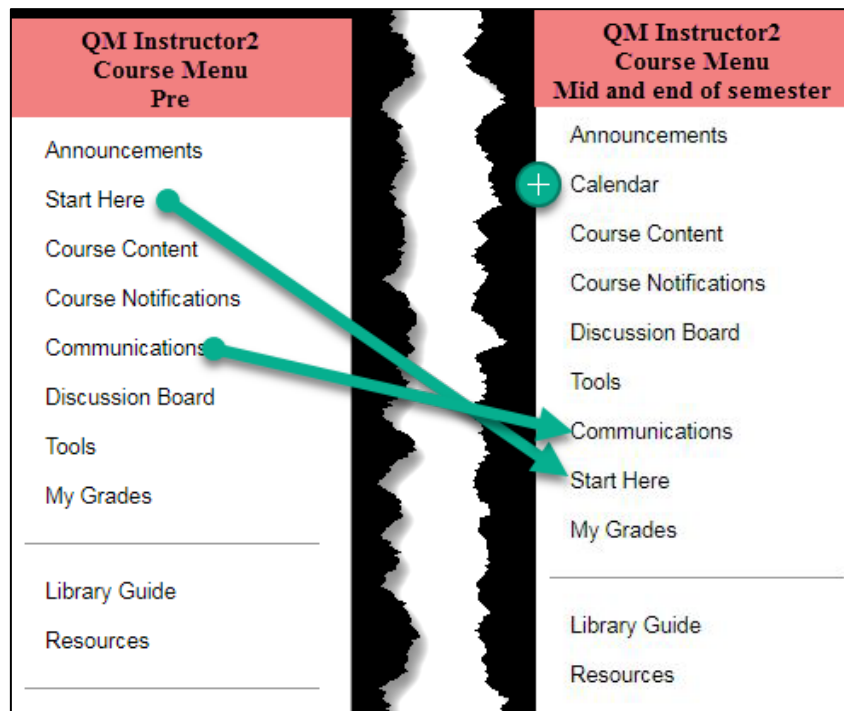 QM Instructor2
Course Menu
Pre
Announcements
Start Here
Course Content
Course Notifications
Communications
Discussion Board
Tools
My Grades
Library Guide
Resources
QM Instructor2
Course Menu
Mid and end of semester
Announcements
Calendar
Course Content
Course Notifications
Discussion Board
Tools
Communications
Start Here
My Grades
Library Guide
Resources